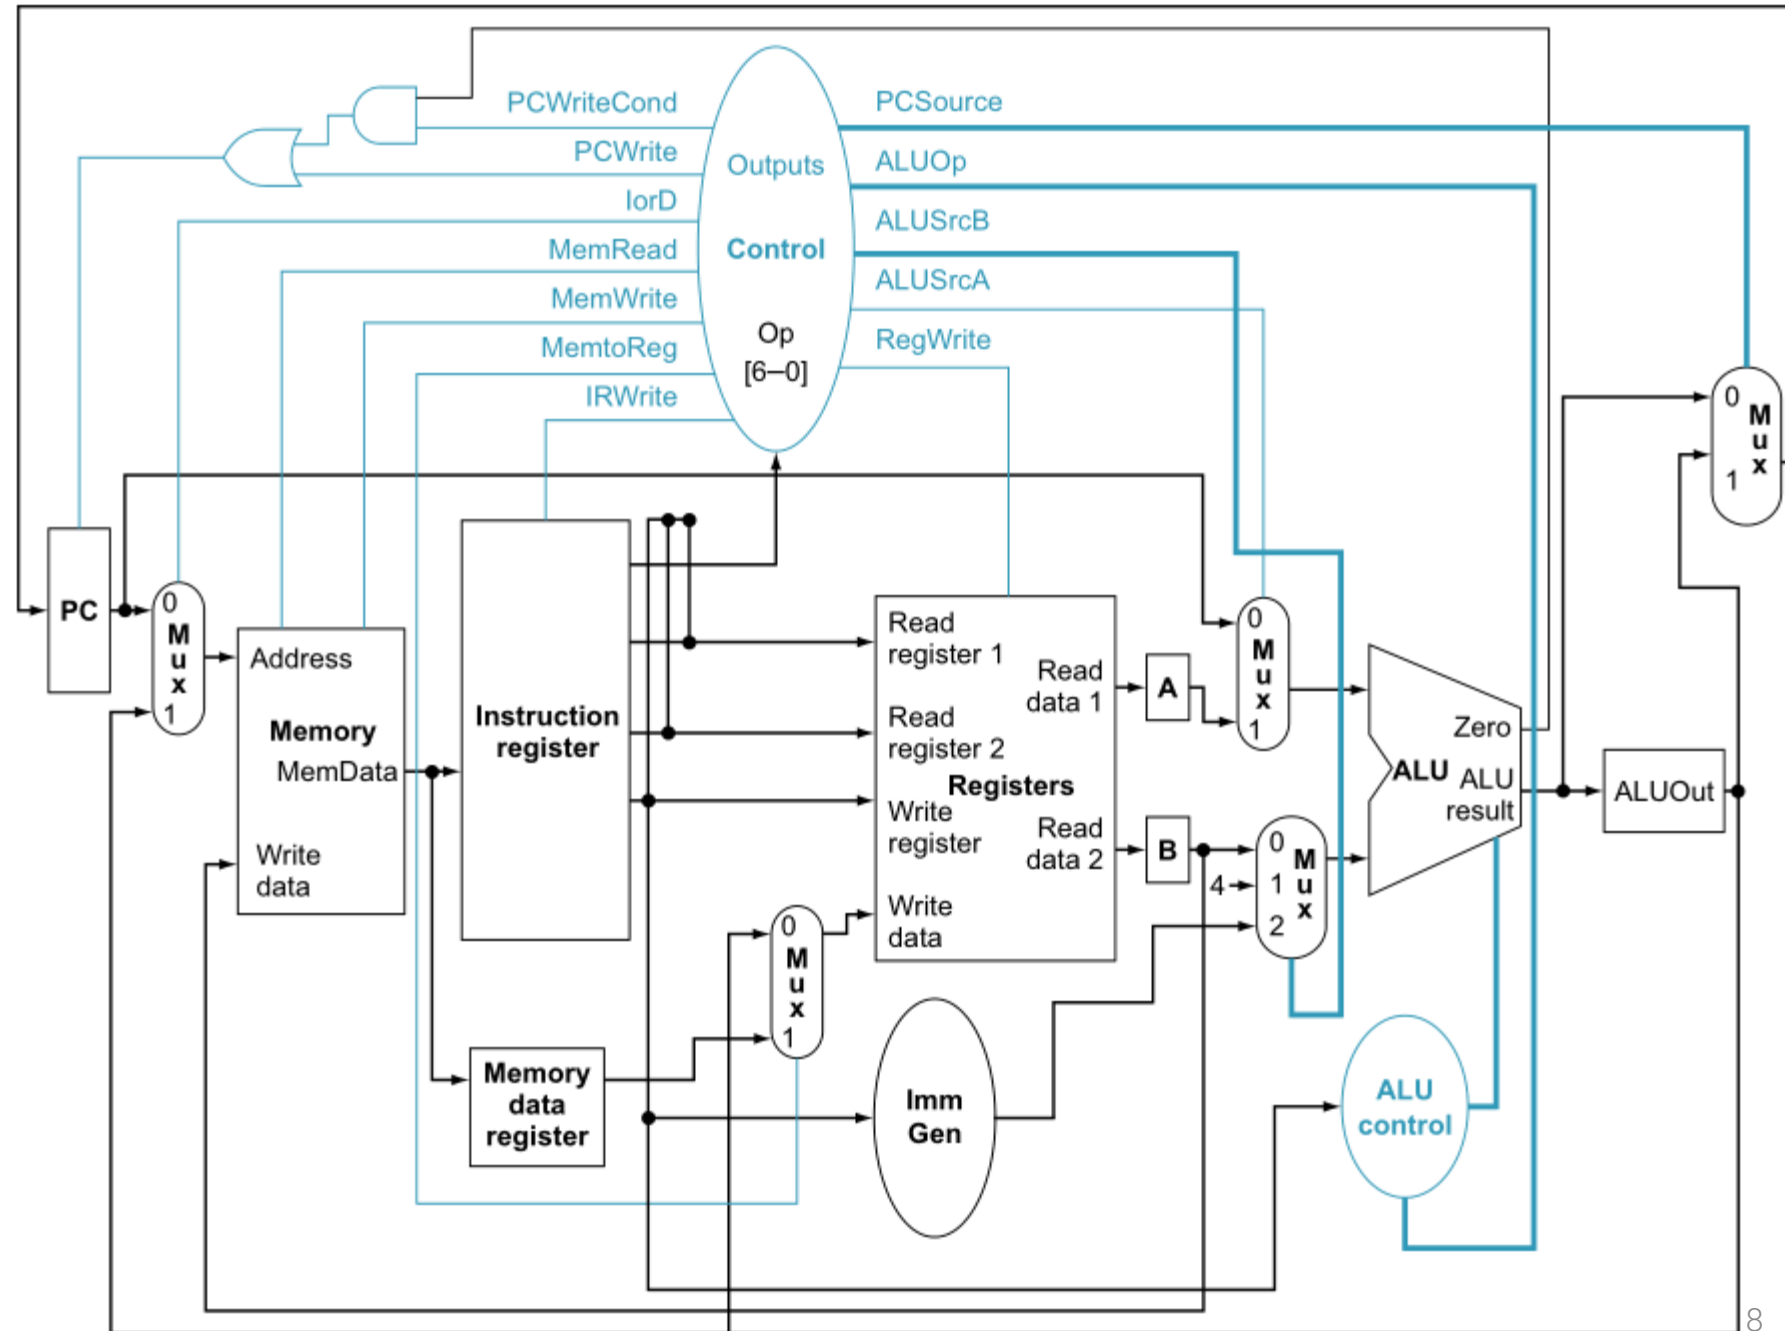 PCWriteCond
PCWrite
IorD
MemRead
MemWrite
MemtoReg
IRWrite
Outputs
Control
Op
[6–0]
PCSource
ALUOp
ALUSrcB
ALUSrcA
RegWrite
0
M
u
x
1
PC
0
M
u
x
1
Address
Memory
MemData
Write
data
Instruction
register
Read
register 1
Read
register 2
Registers
Write
register
Write
data
Read
data 1
Read
data 2
A
B
0
M
u
x
1
4
0
1
2
M
u
x
Zero
ALU
ALU
result
ALUOut
0
M
u
x
1
Memory
data
register
Imm
Gen
ALU
control
8